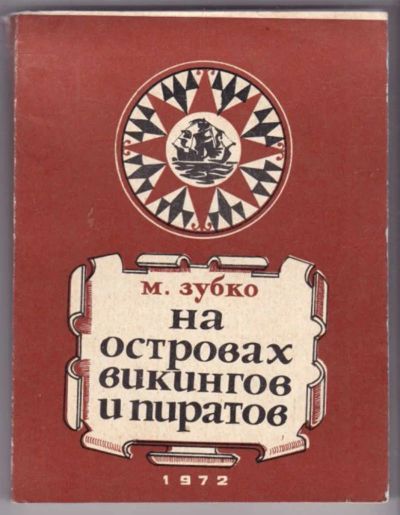 М. ЗУБКО
НА
ОСТРОВАХ
ВИКИНГОВ
И ПИРАТОВ
1972